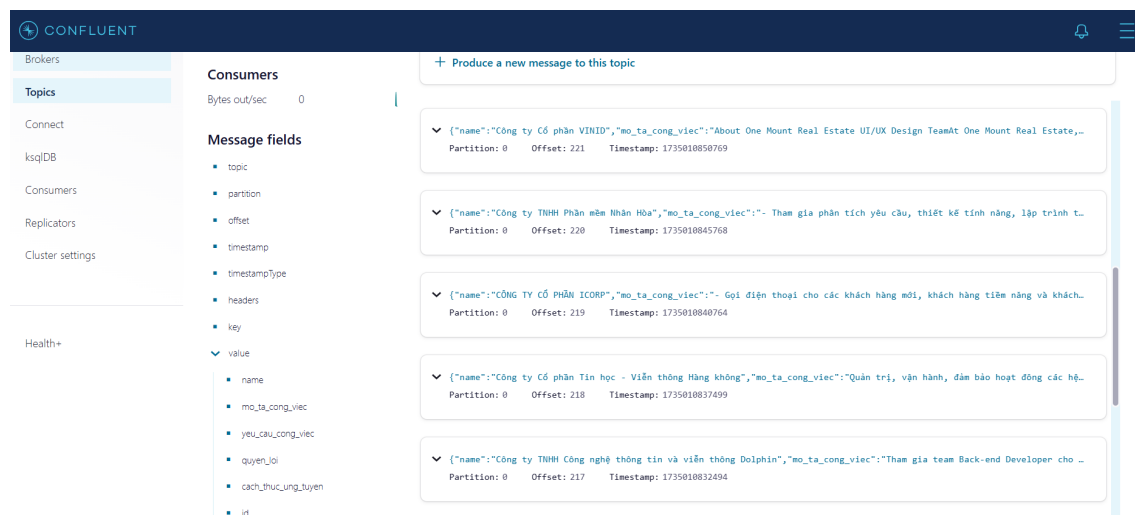 CONFLUENT
Brokers
Topics
Connect
ksqlDB
Consumers
Replicators
Cluster settings
Health+
Consumers
Bytes out/sec 0
Message fields
topic
partition
offset
timestamp
timestampType
headers
key
value
name
mo_ta_cong_viec
yeu_cau_cong_viec
quyen_loi
cach_thuc_ung_tuyen
id
+ Produce a new message to this topic
{"name":"Công ty Cổ phần VINID","mo_ta_cong_viec":"About One Mount Real Estate UI/UX Design TeamAt One Mount Real Estate,…
Partition: 0 Offset: 221 Timestamp: 1735010850769
{"name":"Công ty TNHH Phần mềm Nhân Hòa","mo_ta_cong_viec":"- Tham gia phân tích yêu cầu, thiết kế tính năng, lập trình t…
Partition: 0 Offset: 220 Timestamp: 1735010845768
{"name":"CÔNG TY CỔ PHẦN ICORP","mo_ta_cong_viec":"- Gọi điện thoại cho các khách hàng mới, khách hàng tiềm năng và khách…
Partition: 0 Offset: 219 Timestamp: 1735010840764
{"name":"Công ty Cổ phần Tin học - Viễn thông Hàng không","mo_ta_cong_viec":"Quản trị, vận hành, đảm bảo hoạt động các hệ…
Partition: 0 Offset: 218 Timestamp: 1735010837499
{"name":"Công ty TNHH Công nghệ thông tin và viễn thông Dolphin","mo_ta_cong_viec":"Tham gia team Back-end Developer cho …
Partition: 0 Offset: 217 Timestamp: 1735010832494